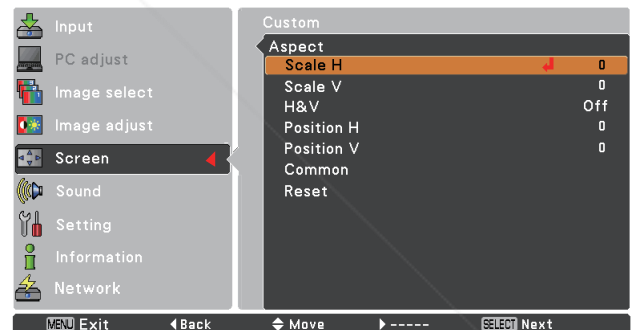 Input
PC adjust
Image select
Image adjust
Screen
Sound
Setting
Information
Network
Custom
Aspect
Scale H 0
Scale V 0
H&V Off
Position H 0
Position V 0
Common
Reset
MENU Exit Back Move ----- SELECT Next